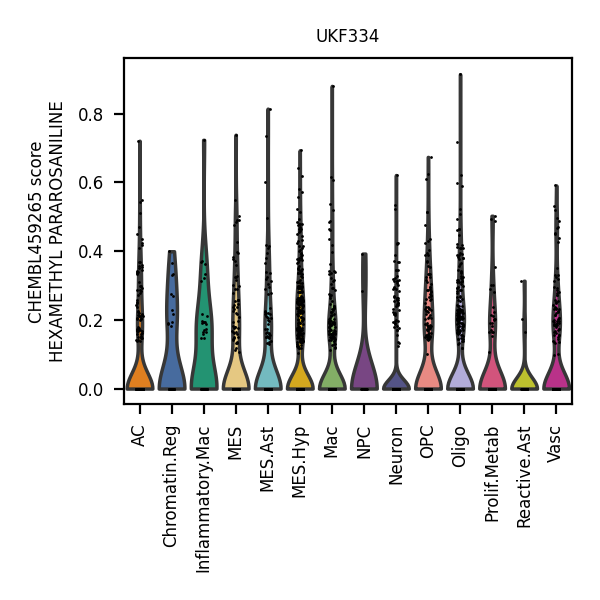 UKF334
CHEMBL459265 score
HEXAMETHYL PARAROSANILINE
0.8
0.6
0.4
0.2
0.0
AC
Chromatin.Reg
Inflammatory.Mac
MES
MES.Ast
MES.Hyp
Mac
NPC
Neuron
OPC
Oligo
Prolif.Metab
Reactive.Ast
Vasc